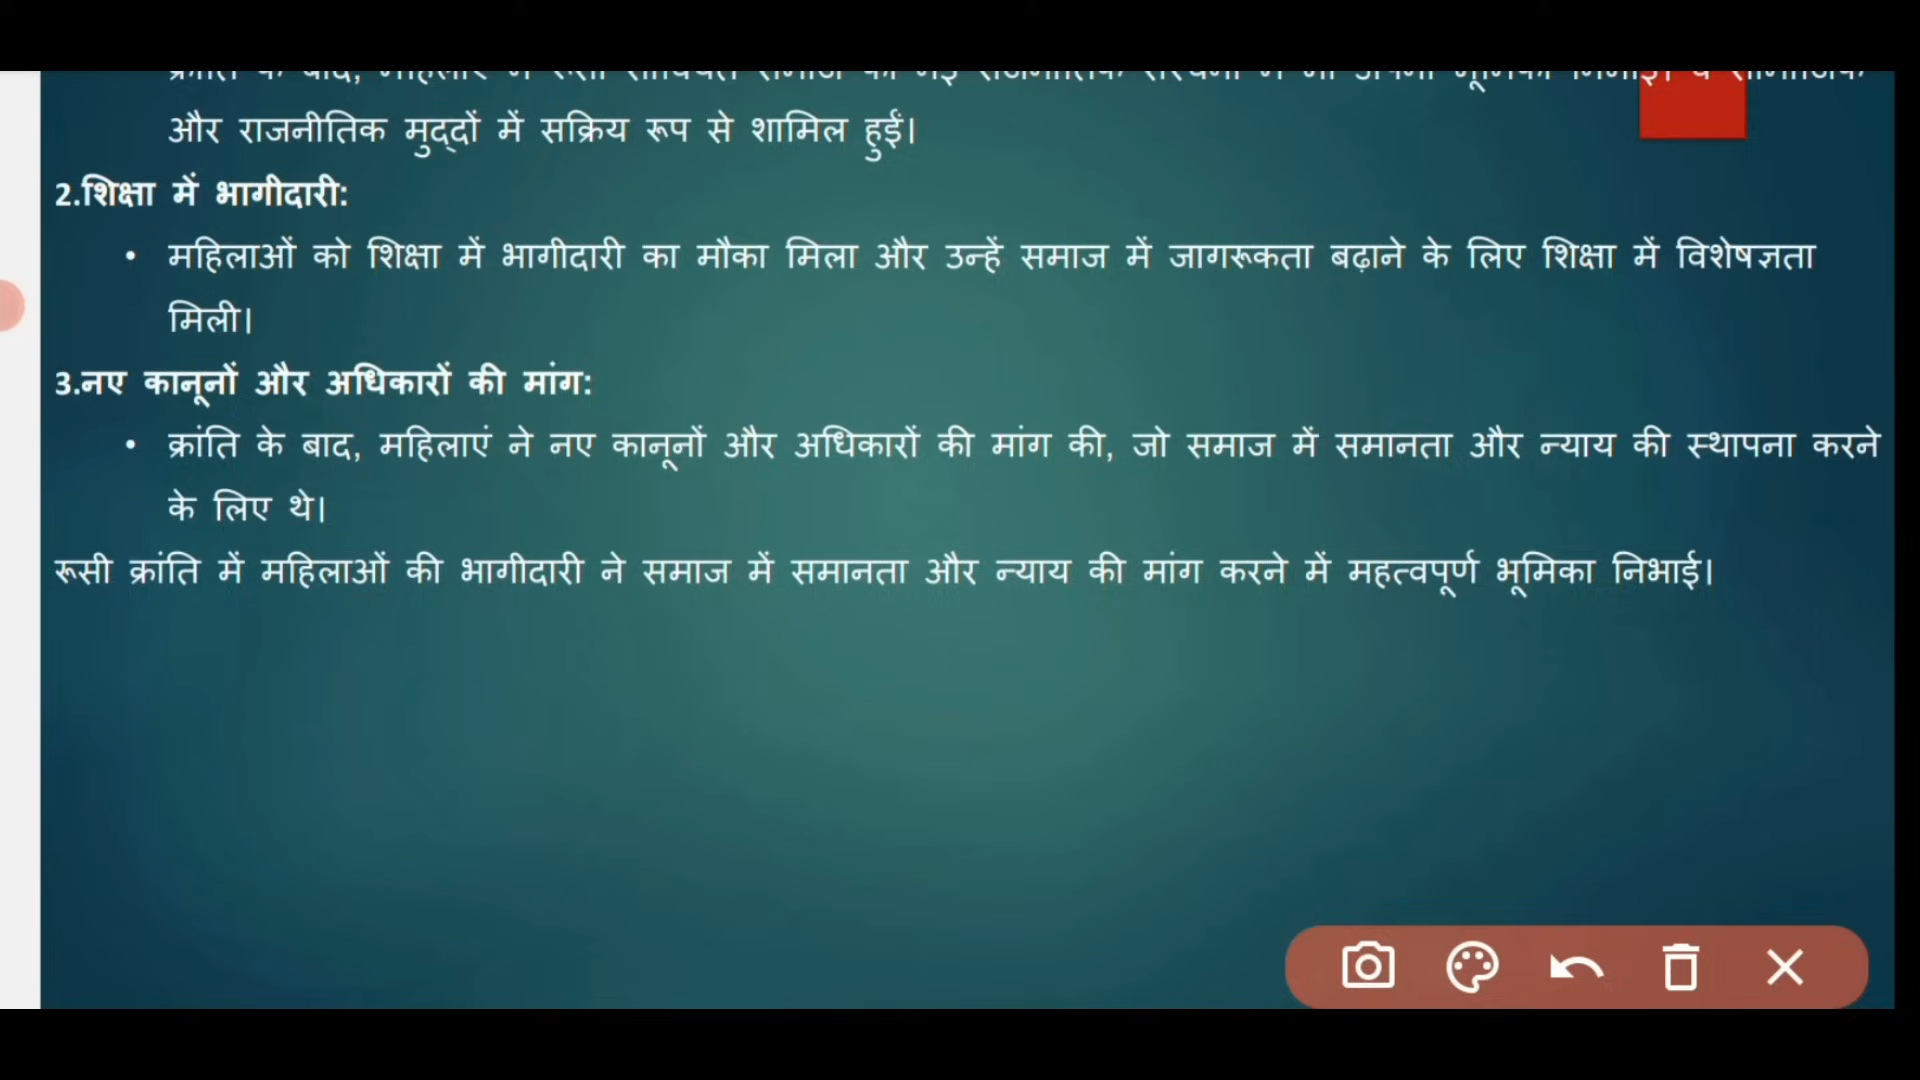 और राजनीतिक मुद्दों में सक्रिय रूप से शामिल हुईं।
2.शिक्षा में भागीदारी:
• महिलाओं को शिक्षा में भागीदारी का मौका मिला और उन्हें समाज में जागरूकता बढ़ाने के लिए शिक्षा में विशेषज्ञता
मिली।
3.नए कानूनों और अधिकारों की मांग:
• क्रांति के बाद, महिलाएं ने नए कानूनों और अधिकारों की मांग की, जो समाज में समानता और न्याय की स्थापना करने
के लिए थे।
रूसी क्रांति में महिलाओं की भागीदारी ने समाज में समानता और न्याय की मांग करने में महत्वपूर्ण भूमिका निभाई।